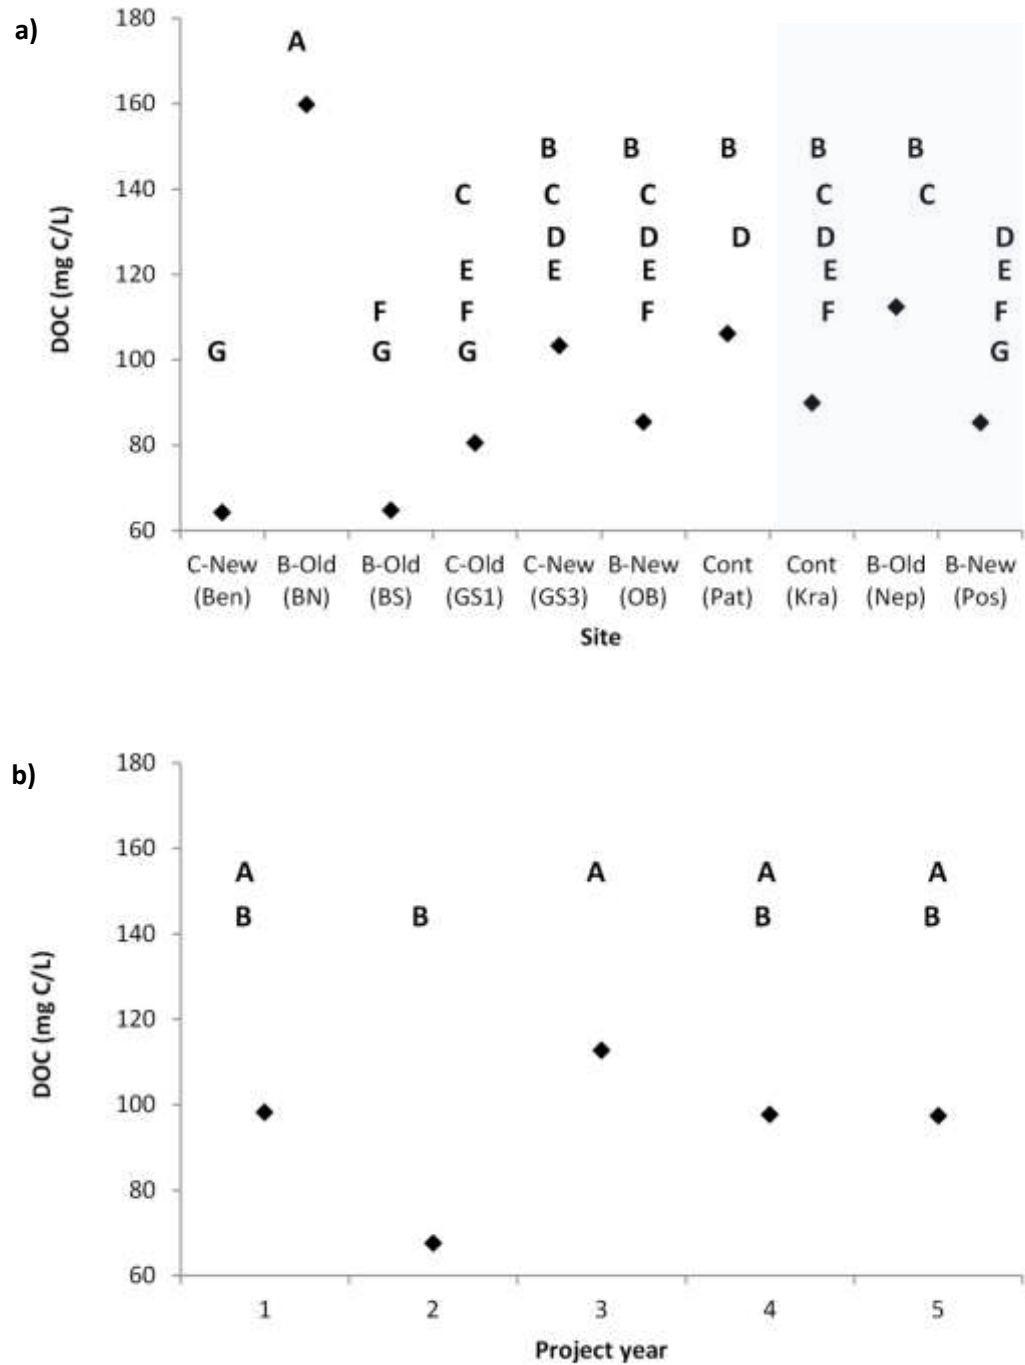 a)
180
A
160
B B B B B
140
C C C C C
D D D D D
120
E E E E E
F F F F F
100
G G G G
80
60
DOC (mg C/L)
C-New B-Old B-Old C-Old C-New B-New Cont Cont B-Old B-New
(Ben) (BN) (BS) (GS1) (GS3) (OB) (Pat) (Kra) (Nep) (Pos)
Site
b)
180
160
A A A A
B B B B
140
120
100
80
60
DOC (mg C/L)
1 2 3 4 5
Project year